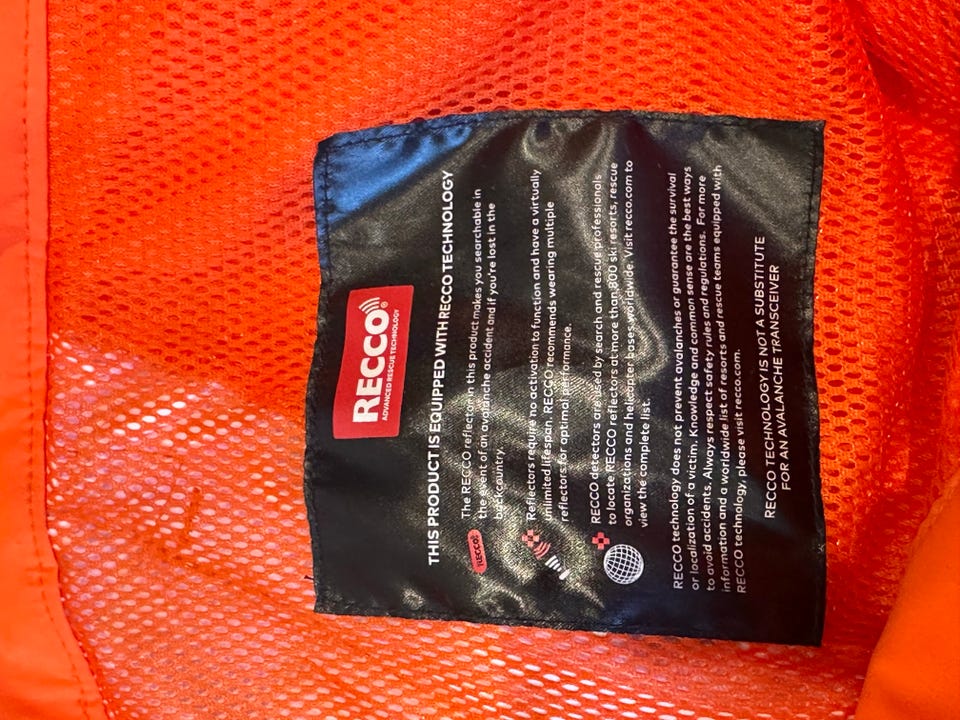 RECCO®
ADVANCED RESCUE TECHNOLOGY
THIS PRODUCT IS EQUIPPED WITH RECCO TECHNOLOGY
RECCO
The RECCO reflector in this product makes you searchable in
the event of an avalanche accident and if you're lost in the
backcountry.
Reflectors require no activation to function and have a virtually
unlimited lifespan. RECCO recommends wearing multiple
reflectors for optimal performance.
RECCO detectors are used by search and rescue professionals
to locate RECCO reflectors at more than 800 ski resorts, rescue
organizations and helicopter bases worldwide. Visit recco.com to
view the complete list.
RECCO technology does not prevent avalanches or guarantee the survival
or localization of a victim. Knowledge and common sense are the best ways
to avoid accidents. Always respect safety rules and regulations. For more
information and a worldwide list of resorts and rescue teams equipped with
RECCO technology, please visit recco.com.
RECCO TECHNOLOGY IS NOT A SUBSTITUTE
FOR AN AVALANCHE TRANSCEIVER